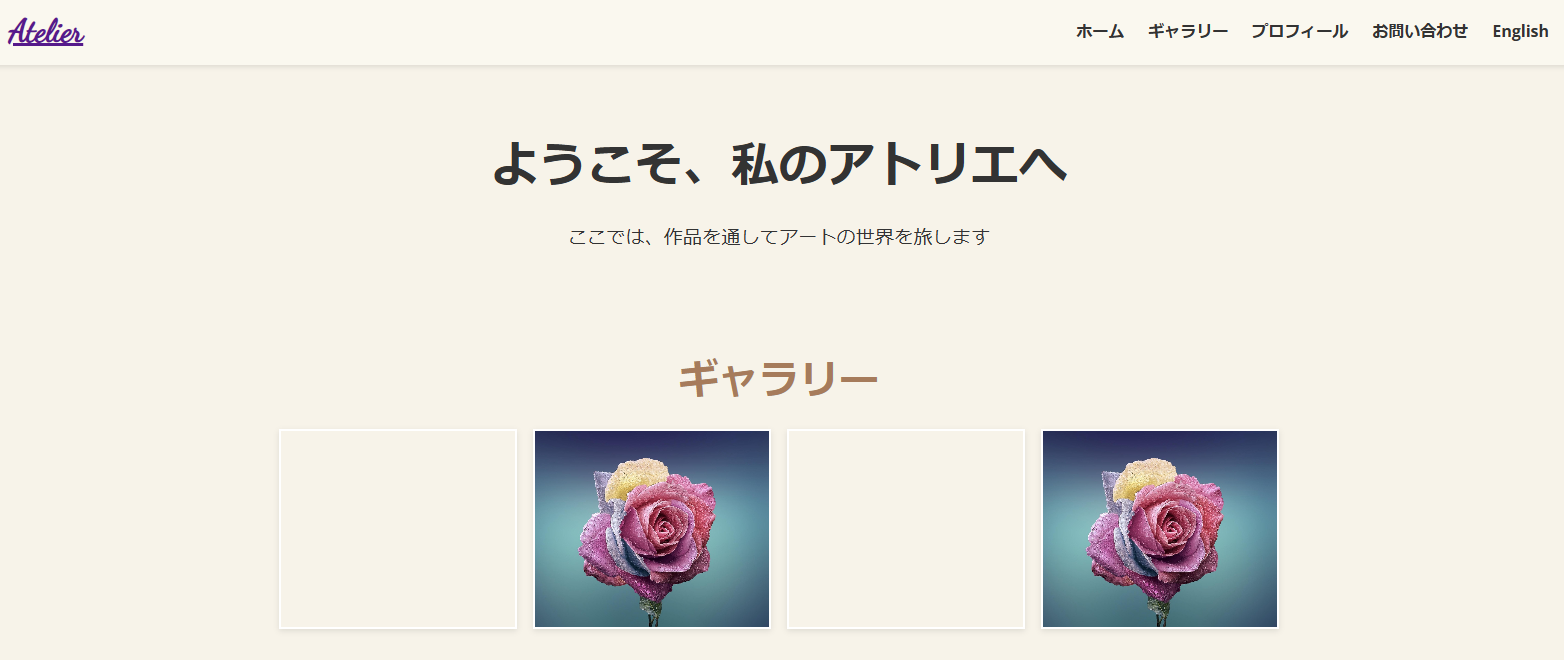 Atelier
ホーム ギャラリー プロフィール お問い合わせ English
ようこそ、私のアトリエへ
ここでは、作品を通してアートの世界を旅します
ギャラリー